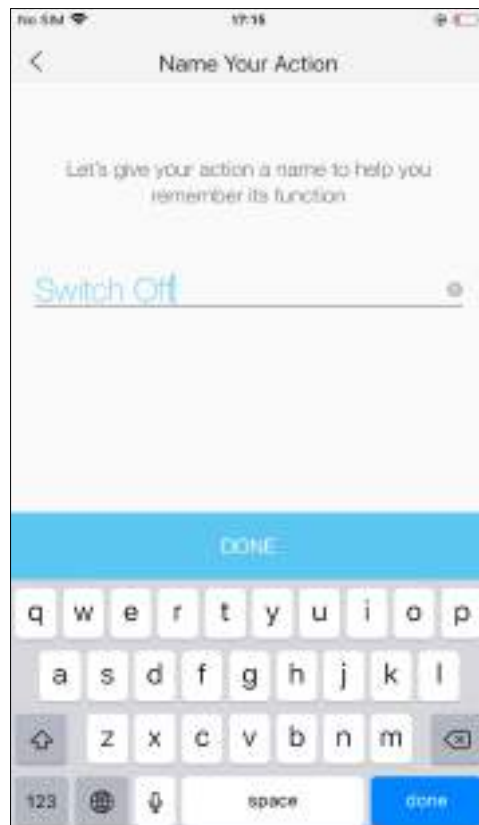 No SIM 17:15
Name Your Action
Let's give your action a name to help you
remember its function
Switch Off
DONE
q w e r t y u i o p
a s d f g h j k l
z x c v b n m
123 space done